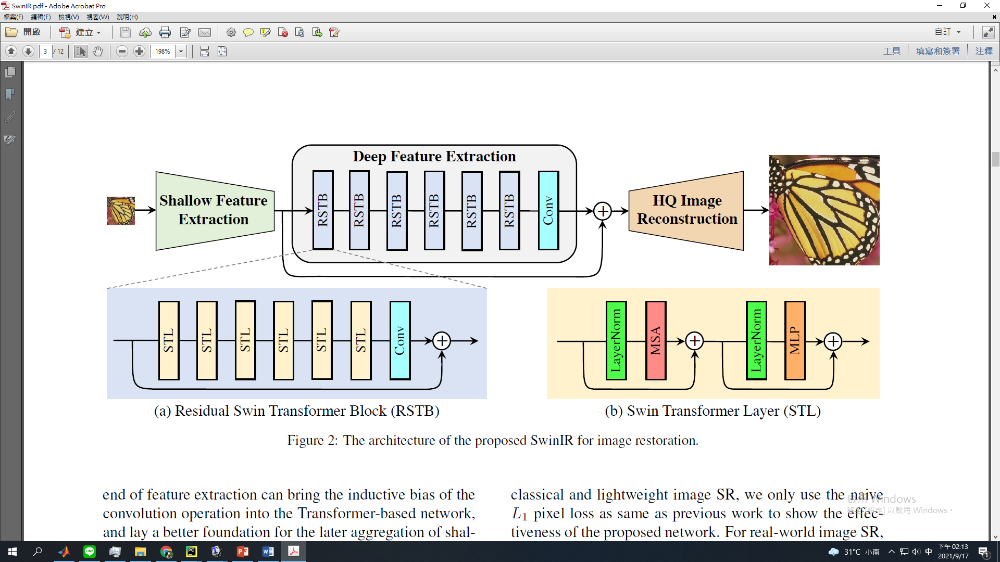 SwinIR.pdf - Adobe Acrobat Pro
檔案(F) 編輯(E) 檢視(V) 視窗(W) 說明(H)
開啟 建立 自訂
3 / 12 198% 工具 填寫和簽署 注釋
Deep Feature Extraction
Shallow Feature
Extraction
RSTB
RSTB
RSTB
RSTB
RSTB
RSTB
Conv
HQ Image
Reconstruction
STL
STL
STL
STL
STL
STL
Conv
LayerNorm
MSA
LayerNorm
MLP
(a) Residual Swin Transformer Block (RSTB)
(b) Swin Transformer Layer (STL)
Figure 2: The architecture of the proposed SwinIR for image restoration.
end of feature extraction can bring the inductive bias of the
convolution operation into the Transformer-based network,
and lay a better foundation for the later aggregation of shal-
classical and lightweight image SR, we only use the naive
L1 pixel loss as same as previous work to show the effec-
tiveness of the proposed network. For real-world image SR,
啟用 Windows
移至 [設定] 以啟用 Windows。
31°C 小雨 中 下午 02:13
2021/9/17